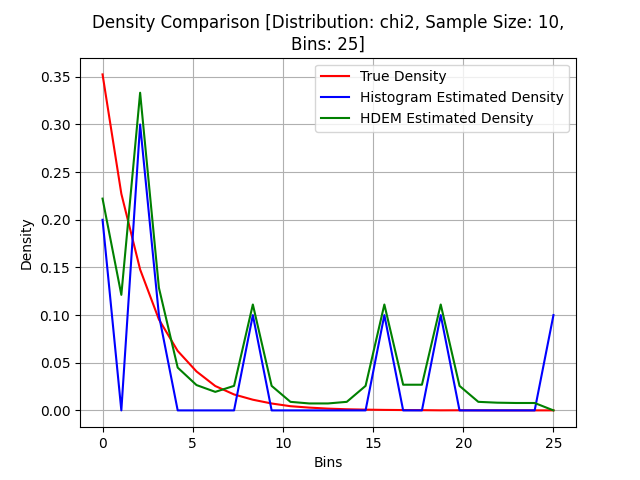 Density Comparison [Distribution: chi2, Sample Size: 10,
Bins: 25]
True Density
Histogram Estimated Density
HDEM Estimated Density
Density
0.35
0.30
0.25
0.20
0.15
0.10
0.05
0.00
0
5
10
15
20
25
Bins